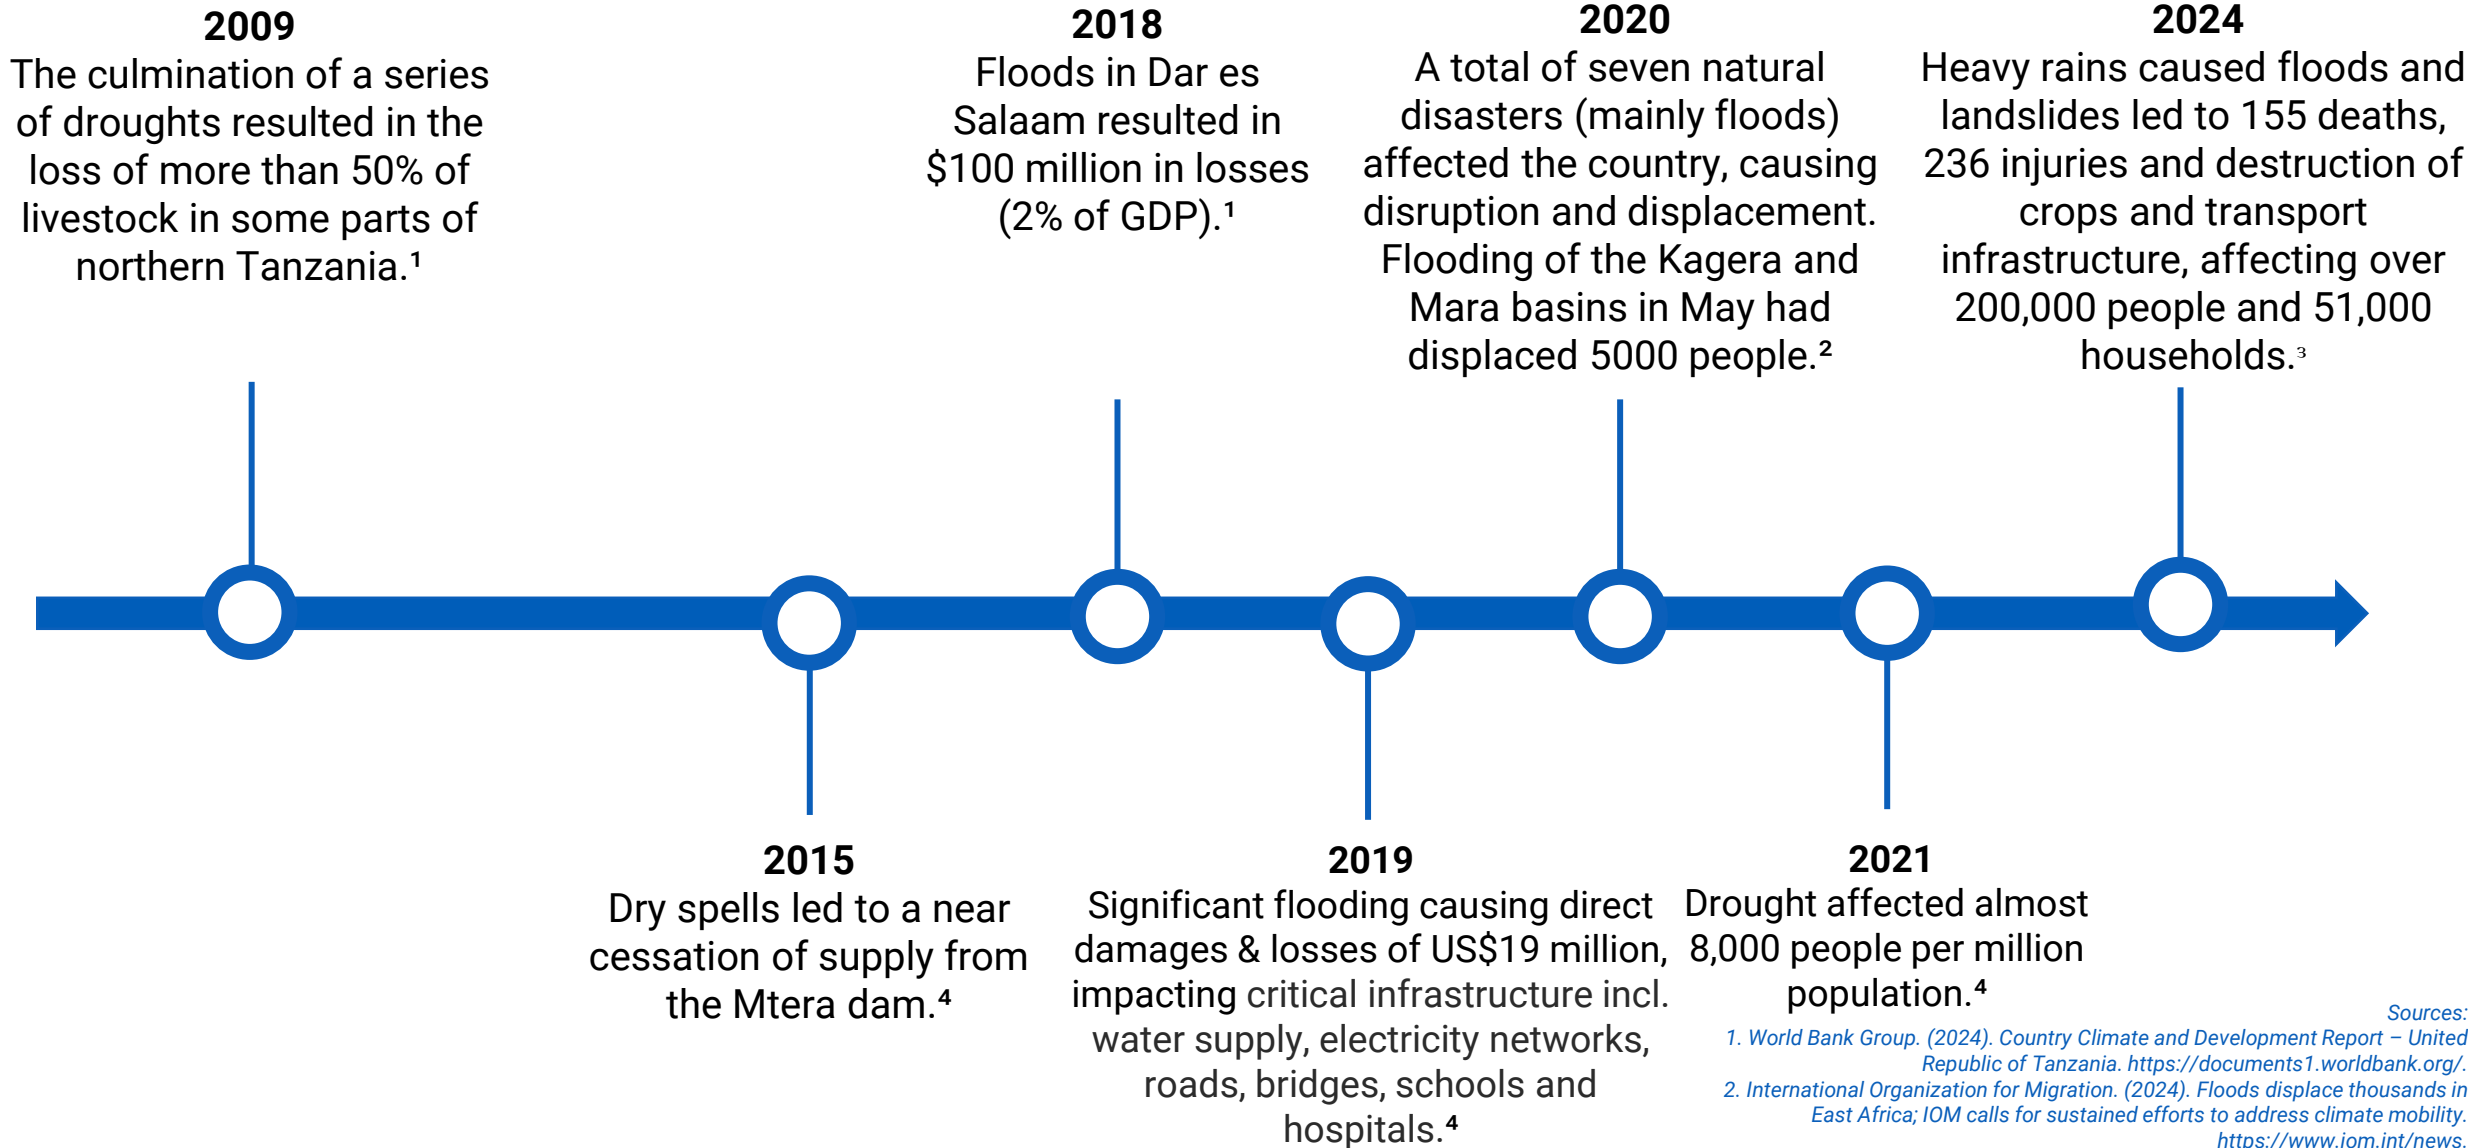 2009
The culmination of a series
of droughts resulted in the
loss of more than 50% of
livestock in some parts of
northern Tanzania.¹
2018
Floods in Dar es
Salaam resulted in
$100 million in losses
(2% of GDP).¹
2020
A total of seven natural
disasters (mainly floods)
affected the country, causing
disruption and displacement.
Flooding of the Kagera and
Mara basins in May had
displaced 5000 people.²
2024
Heavy rains caused floods and
landslides led to 155 deaths,
236 injuries and destruction of
crops and transport
infrastructure, affecting over
200,000 people and 51,000
households.³
2015
Dry spells led to a near
cessation of supply from
the Mtera dam.⁴
2019
Significant flooding causing direct
damages & losses of US$19 million,
impacting critical infrastructure incl.
water supply, electricity networks,
roads, bridges, schools and
hospitals.⁴
2021
Drought affected almost
8,000 people per million
population.⁴
Sources:
1. World Bank Group. (2024). Country Climate and Development Report – United
Republic of Tanzania. https://documents1.worldbank.org/.
2. International Organization for Migration. (2024). Floods displace thousands in
East Africa; IOM calls for sustained efforts to address climate mobility.
https://www.iom.int/news.